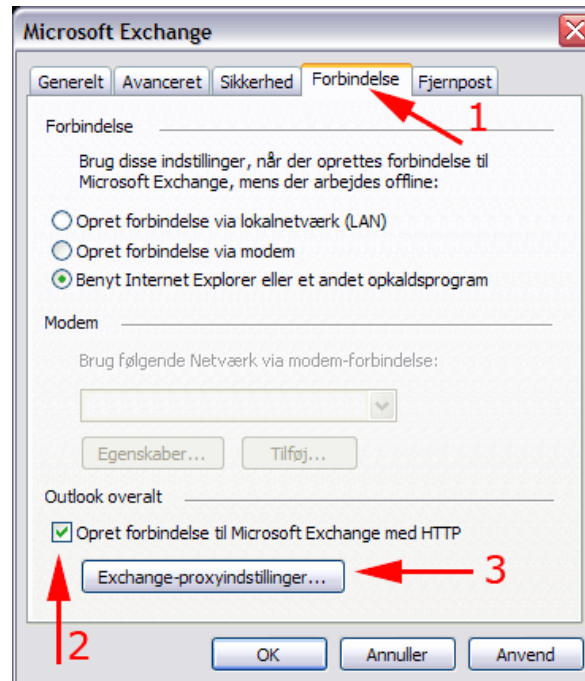 Microsoft Exchange
Generelt Avanceret Sikkerhed Forbindelse Fjernpost
1
Forbindelse
Brug disse indstillinger, når der oprettes forbindelse til
Microsoft Exchange, mens der arbejdes offline:
Opret forbindelse via lokalnetværk (LAN)
Opret forbindelse via modem
Benyt Internet Explorer eller et andet opkaldsprogram
Modem
Brug følgende Netværk via modem-forbindelse:
Egenskaber... Tilføj...
Outlook overalt
Opret forbindelse til Microsoft Exchange med HTTP
Exchange-proxyindstillinger... 3
2
OK Annuller Anvend